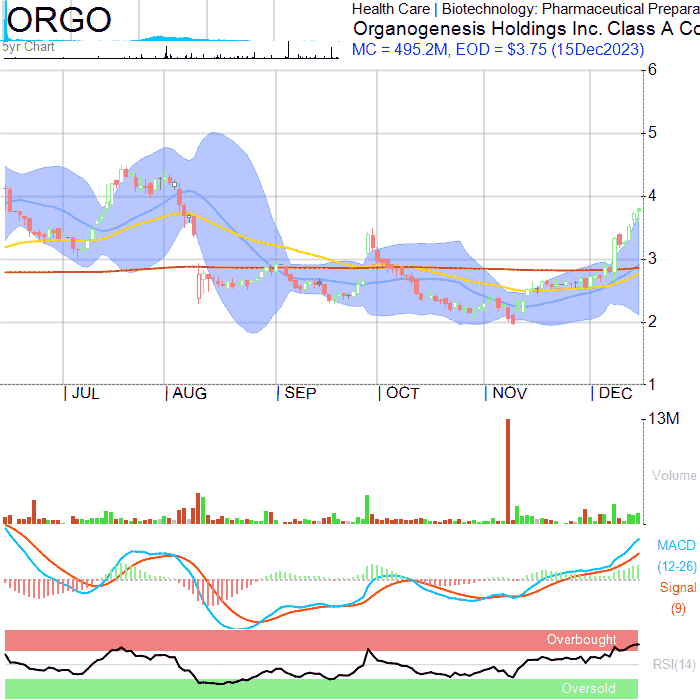 ORGO
5yr Chart
Health Care | Biotechnology: Pharmaceutical Prepara
Organogenesis Holdings Inc. Class A Co
MC = 495.2M, EOD = $3.75 (15Dec2023)
6
5
4
3
2
1
| JUL | AUG | SEP | OCT | NOV | DEC
13M
Volume
MACD
(12-26)
Signal
(9)
Overbought
RSI(14)
Oversold